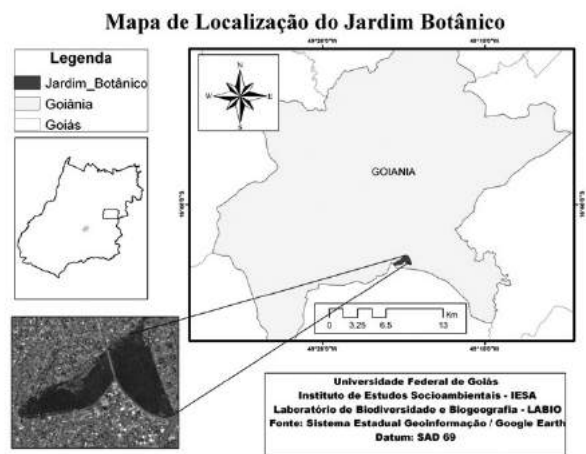 Mapa de Localização do Jardim Botânico
Legenda
Jardim_Botânico
Goiânia
Goiás
N
W
E
S
GOIANIA
Km
0
3.25
6.5
13
Universidade Federal de Goiás
Instituto de Estudos Socioambientais - IESA
Laboratório de Biodiversidade e Biogeografia - LABIO
Fonte: Sistema Estadual Geoinformação / Google Earth
Datum: SAD 69